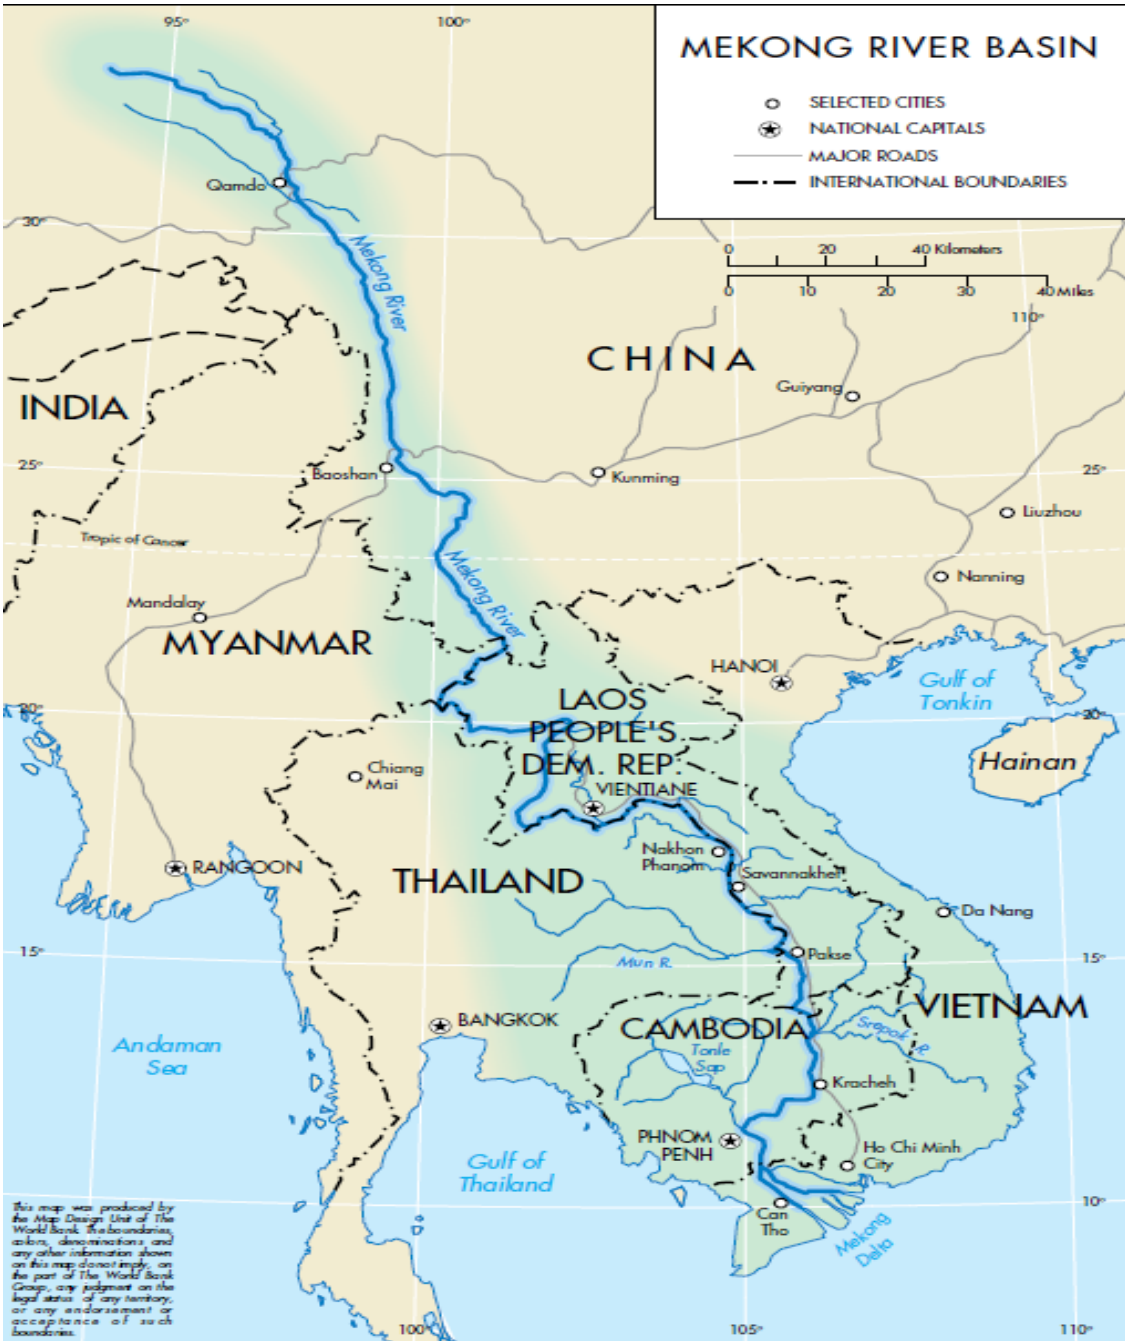 95°
100°
MEKONG RIVER BASIN
SELECTED CITIES
NATIONAL CAPITALS
MAJOR ROADS
INTERNATIONAL BOUNDARIES
Qamdo
30°
Mekong River
0 20 40 Kilometers
0 10 20 30 40 Miles
110°
CHINA
Guiyang
INDIA
25°
Baoshan
Kunming
25°
Liuzhou
Tropic of Cancer
Mekong River
Nanning
Mandalay
MYANMAR
HANOI
Gulf of
Tonkin
LAOS
PEOPLE'S
DEM. REP.
20°
20°
Hainan
Chiang
Mai
VIENTIANE
Nakhon
Phanom
RANGOON
Savannakhet
THAILAND
Da Nang
15°
Mun R.
Pakse
15°
VIETNAM
BANGKOK
CAMBODIA
Srepok R.
Andaman
Sea
Tonle
Sap
Kracheh
PHNOM
PENH
Ho Chi Minh
City
Gulf of
Thailand
10°
Can
Tho
Mekong
Delta
This map was produced by
the Map Design Unit of The
World Bank. The boundaries,
colors, denominations and
any other information shown
on this map do not imply, on
the part of The World Bank
Group, any judgment on the
legal status of any territory,
or any endorsement or
acceptance of such
boundaries.
100°
105°
110°